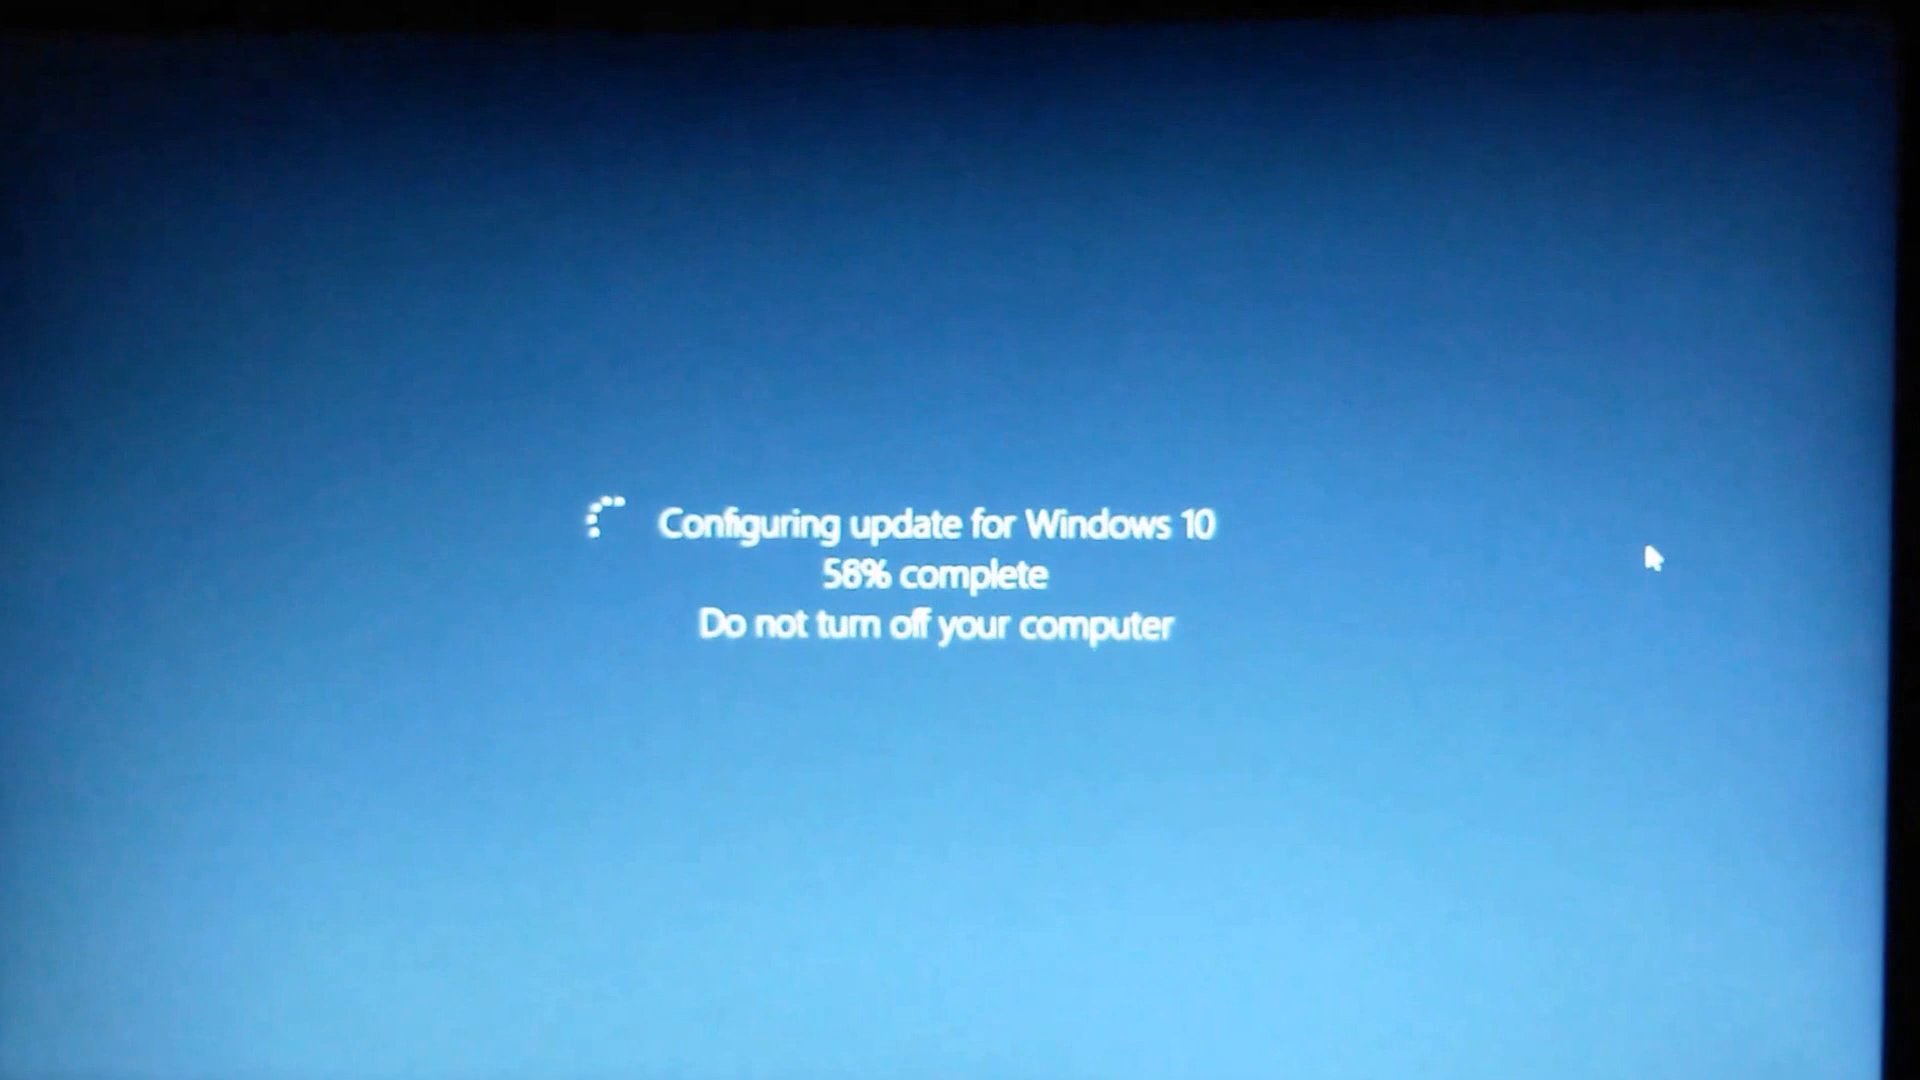 Configuring update for Windows 10
58% complete
Do not turn off your computer